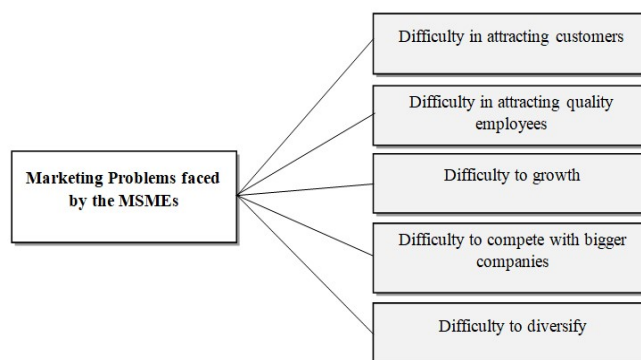 Marketing Problems faced
by the MSMEs
Difficulty in attracting customers
Difficulty in attracting quality
employees
Difficulty to growth
Difficulty to compete with bigger
companies
Difficulty to diversify